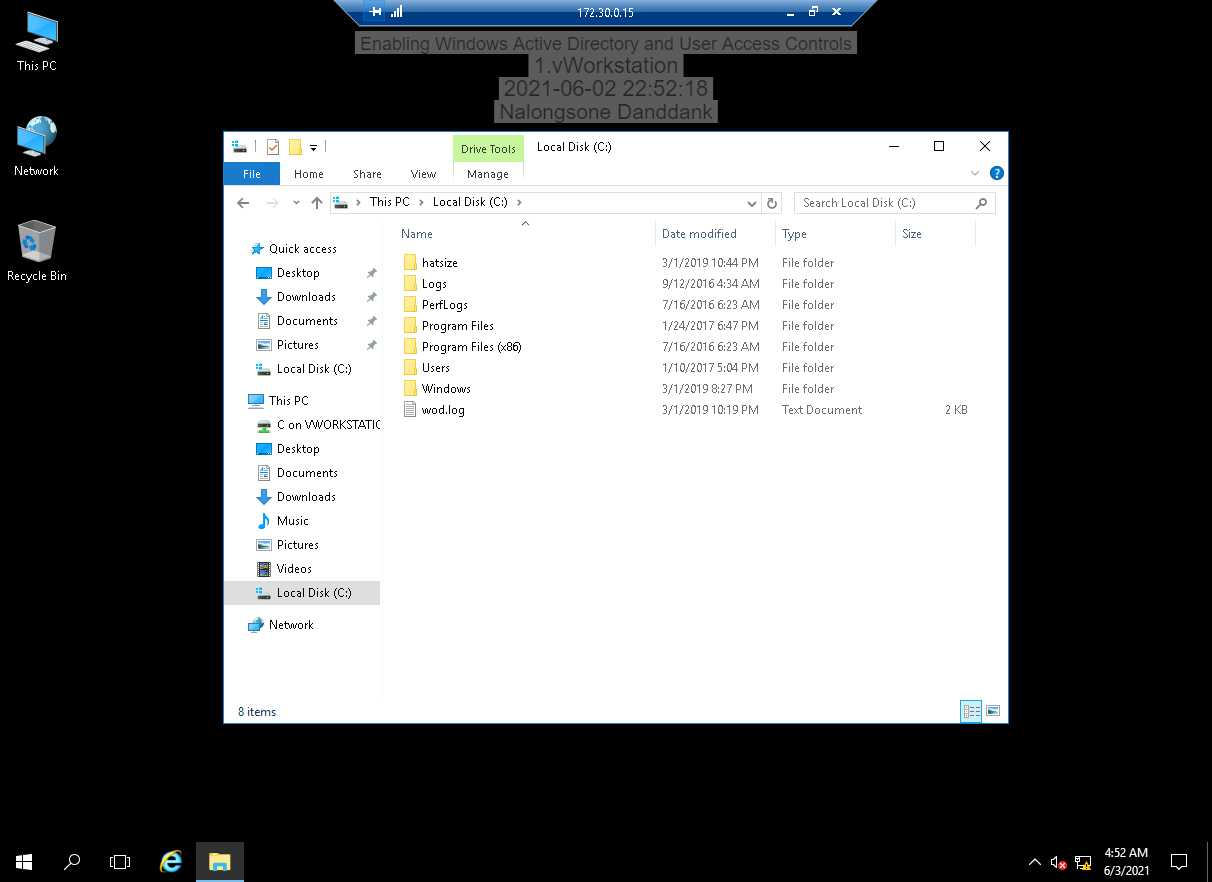 172.30.0.15
Enabling Windows Active Directory and User Access Controls
1.vWorkstation
2021-06-02 22:52:18
Nalongsone Danddank
This PC
Network
Recycle Bin
Drive Tools Local Disk (C:)
File Home Share View Manage
This PC Local Disk (C:) Search Local Disk (C:)
Quick access
Desktop
Downloads
Documents
Pictures
Local Disk (C:)
This PC
C on VWORKSTATIC
Desktop
Documents
Downloads
Music
Pictures
Videos
Local Disk (C:)
Network
Name Date modified Type Size
hatsize 3/1/2019 10:44 PM File folder
Logs 9/12/2016 4:34 AM File folder
PerfLogs 7/16/2016 6:23 AM File folder
Program Files 1/24/2017 6:47 PM File folder
Program Files (x86) 7/16/2016 6:23 AM File folder
Users 1/10/2017 5:04 PM File folder
Windows 3/1/2019 8:27 PM File folder
wod.log 3/1/2019 10:19 PM Text Document 2 KB
8 items
4:52 AM
6/3/2021